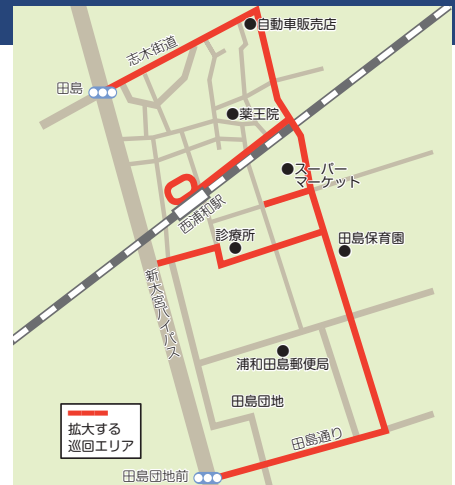 自動車販売店
志木街道
田島
薬王院
スーパー
マーケット
西浦和駅
診療所
田島保育園
新大宮バイパス
浦和田島郵便局
田島団地
拡大する
巡回エリア
田島通り
田島団地前